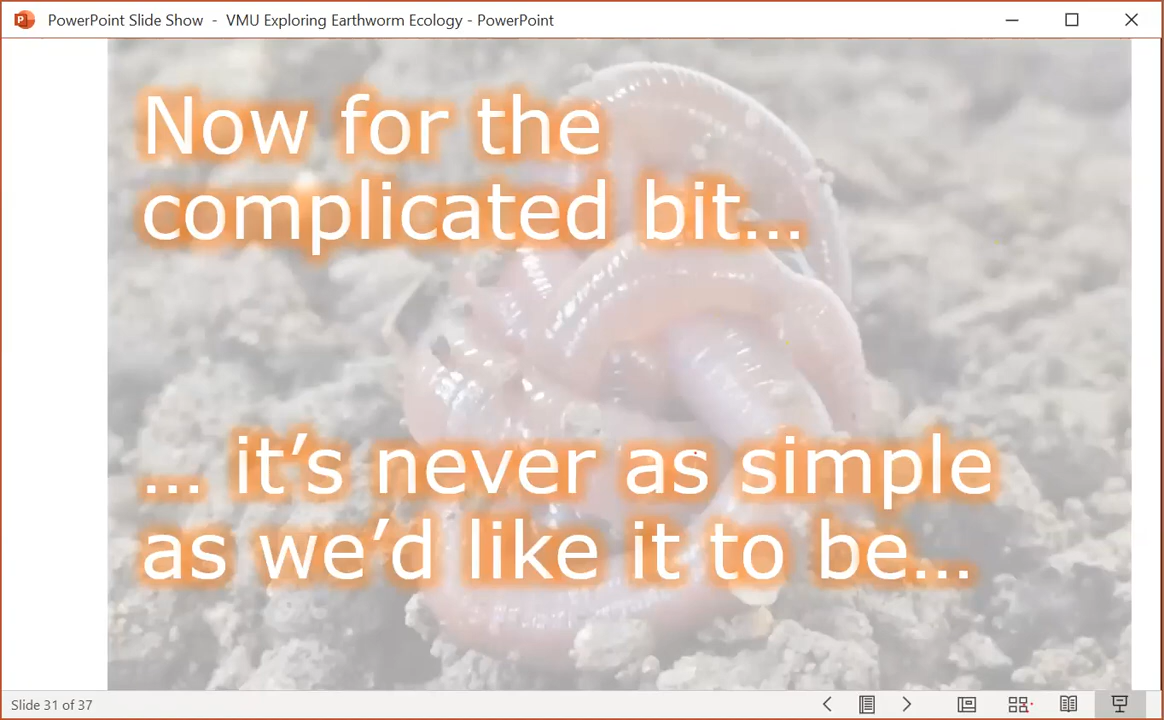 PowerPoint Slide Show - VMU Exploring Earthworm Ecology - PowerPoint
Now for the
complicated bit...
... it's never as simple
as we'd like it to be...
Slide 31 of 37